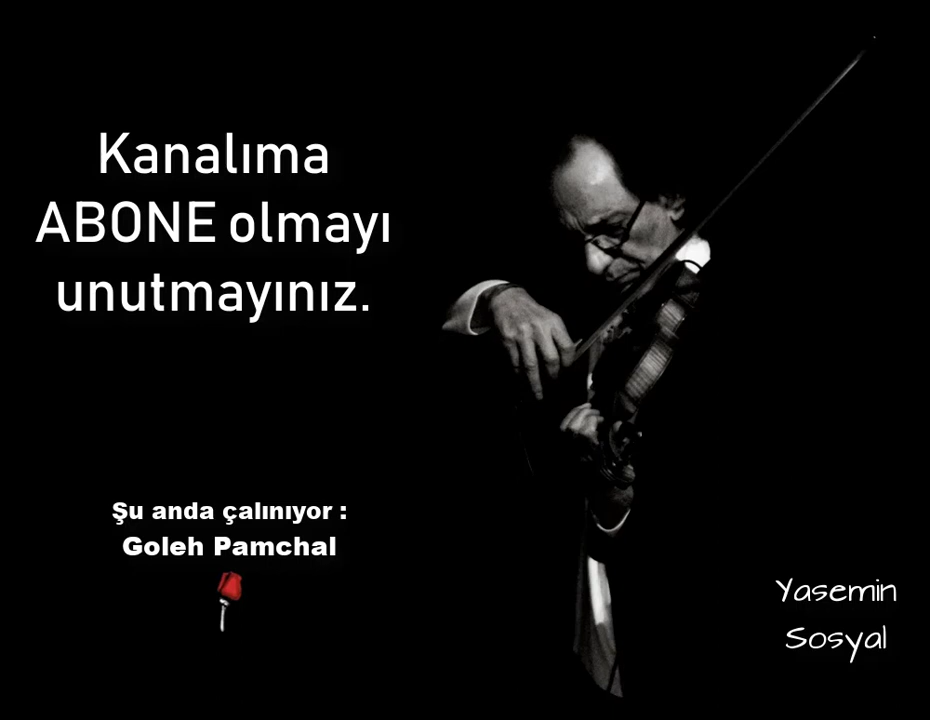 Kanalıma
ABONE olmayı
unutmayınız.
Şu anda çalınıyor :
Goleh Pamchal
Yasemin
Sosyal